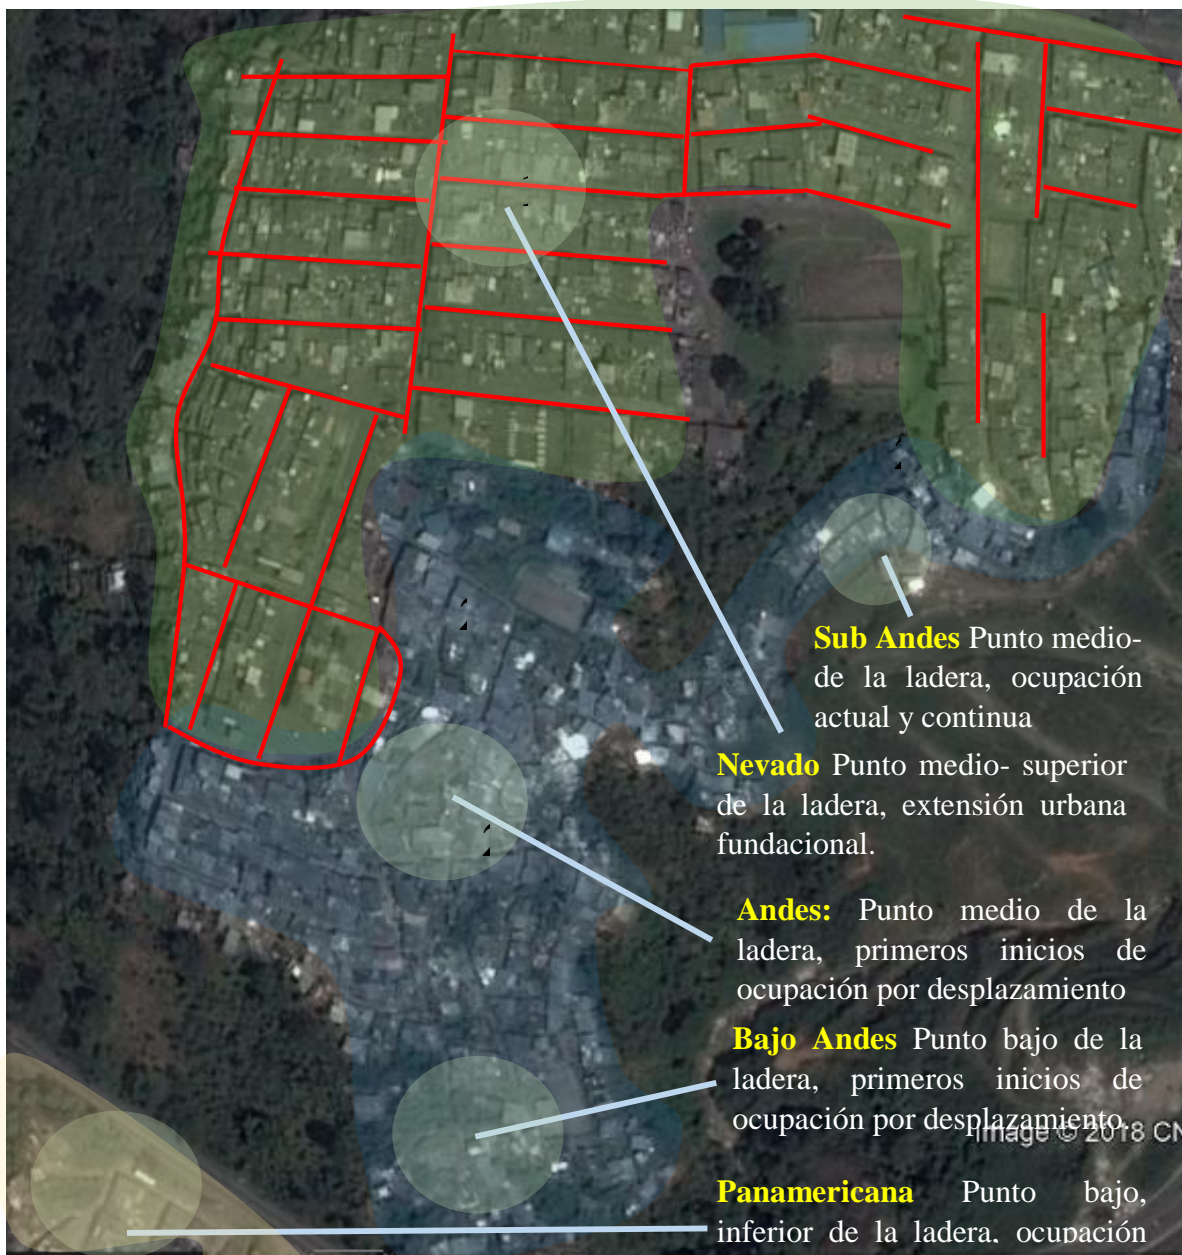 Sub Andes Punto medio-
de la ladera, ocupación
actual y continua
Nevado Punto medio- superior
de la ladera, extensión urbana
fundacional.
Andes: Punto medio de la
ladera, primeros inicios de
ocupación por desplazamiento
Bajo Andes Punto bajo de la
ladera, primeros inicios de
ocupación por desplazamiento.
Image © 2018 CN
Panamericana Punto bajo,
inferior de la ladera, ocupación